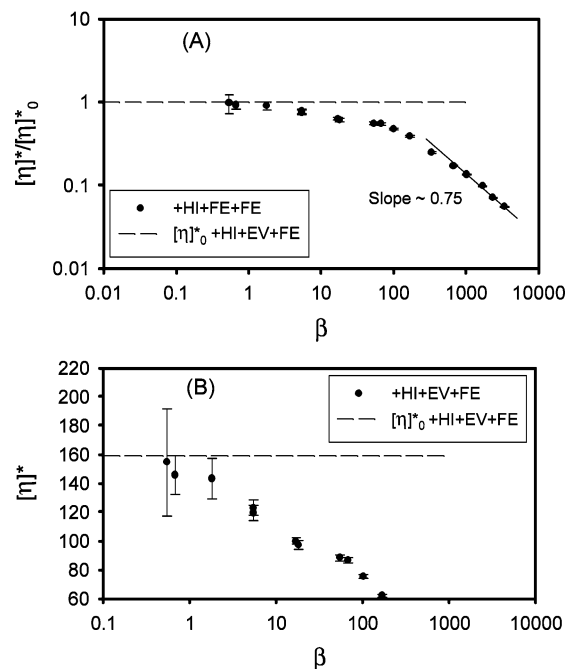 (A)
10
1
0.1
0.01
[η]*/[η]*₀
Slope ~ 0.75
+HI+FE+FE
[η]*₀ +HI+EV+FE
0.01 0.1 1 10 100 1000 10000
β
(B)
220
200
180
160
140
120
100
80
60
[η]*
+HI+EV+FE
[η]*₀ +HI+EV+FE
0.1 1 10 100 1000 10000
β